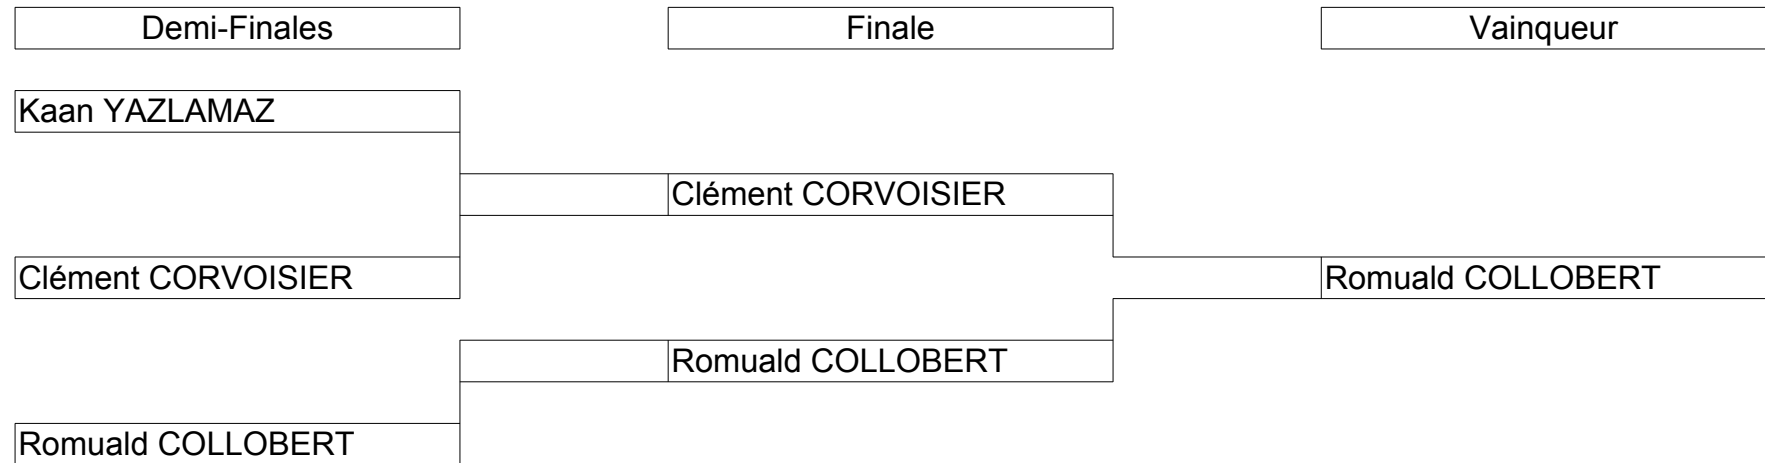 Demi-Finales
Finale
Vainqueur
Kaan YAZLAMAZ
Clément CORVOISIER
Clément CORVOISIER
Romuald COLLOBERT
Romuald COLLOBERT
Romuald COLLOBERT